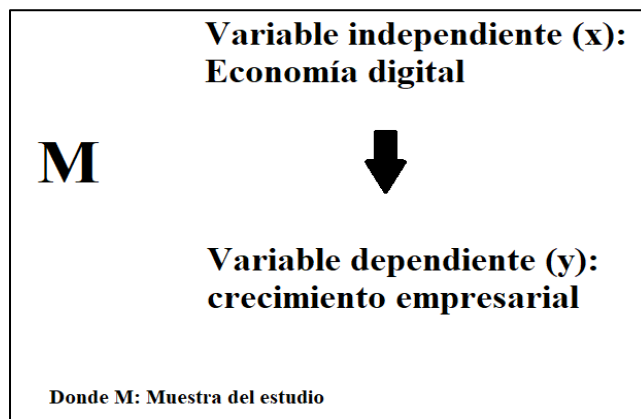 Variable independiente (x):
Economía digital
M
Variable dependiente (y):
crecimiento empresarial
Donde M: Muestra del estudio